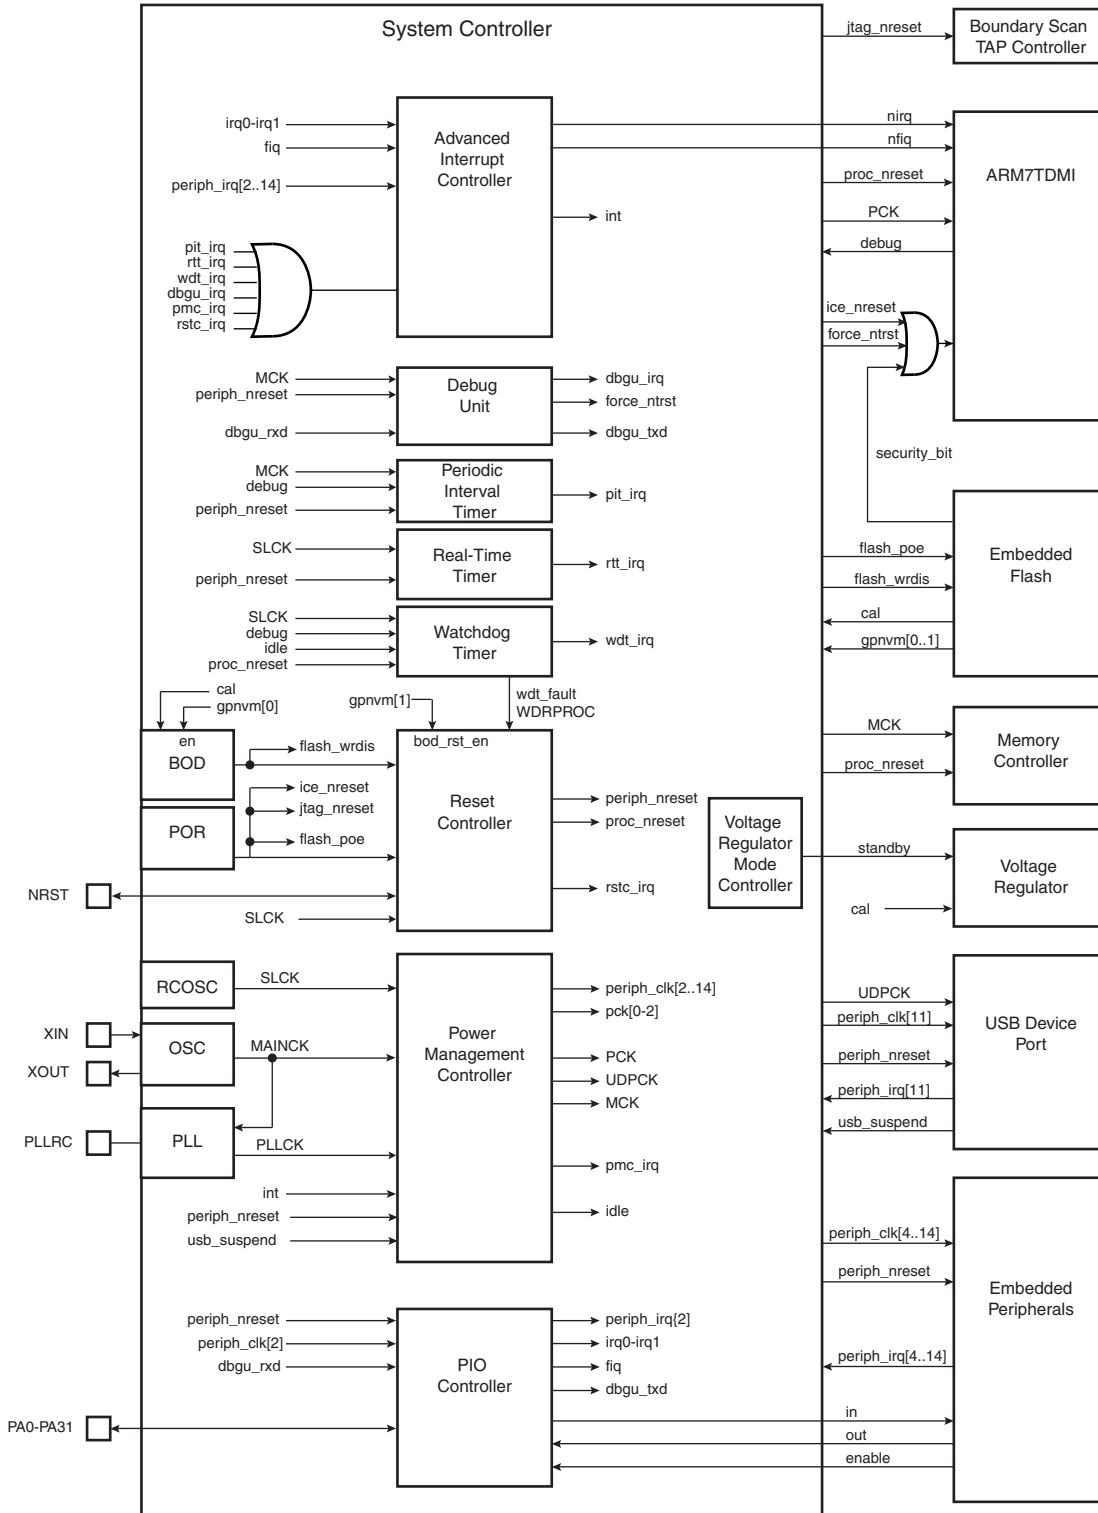 System Controller
jtag_nreset
Boundary Scan
TAP Controller
irq0-irq1
fiq
periph_irq[2..14]
Advanced
Interrupt
Controller
int
nirq
nfiq
proc_nreset
PCK
debug
ARM7TDMI
pit_irq
rtt_irq
wdt_irq
dbgu_irq
pmc_irq
rstc_irq
ice_nreset
force_ntrst
security_bit
MCK
periph_nreset
dbgu_rxd
Debug
Unit
dbgu_irq
force_ntrst
dbgu_txd
MCK
debug
periph_nreset
Periodic
Interval
Timer
pit_irq
SLCK
periph_nreset
Real-Time
Timer
rtt_irq
flash_poe
flash_wrdis
cal
gpnvm[0..1]
Embedded
Flash
SLCK
debug
idle
proc_nreset
Watchdog
Timer
wdt_irq
cal
gpnvm[0]
gpnvm[1]
wdt_fault
WDRPROC
en
BOD
flash_wrdis
bod_rst_en
Reset
Controller
POR
ice_nreset
jtag_nreset
flash_poe
periph_nreset
proc_nreset
rstc_irq
NRST
SLCK
MCK
proc_nreset
Memory
Controller
Voltage
Regulator
Mode
Controller
standby
cal
Voltage
Regulator
RCOSC
SLCK
XIN
XOUT
OSC
MAINCK
PLLRC
PLL
PLLCK
int
periph_nreset
usb_suspend
Power
Management
Controller
periph_clk[2..14]
pck[0-2]
PCK
UDPCK
MCK
pmc_irq
idle
UDPCK
periph_clk[11]
periph_nreset
periph_irq[11]
usb_suspend
USB Device
Port
periph_nreset
periph_clk[2]
dbgu_rxd
PA0-PA31
PIO
Controller
periph_irq{2]
irq0-irq1
fiq
dbgu_txd
periph_clk[4..14]
periph_nreset
periph_irq[4..14]
in
out
enable
Embedded
Peripherals